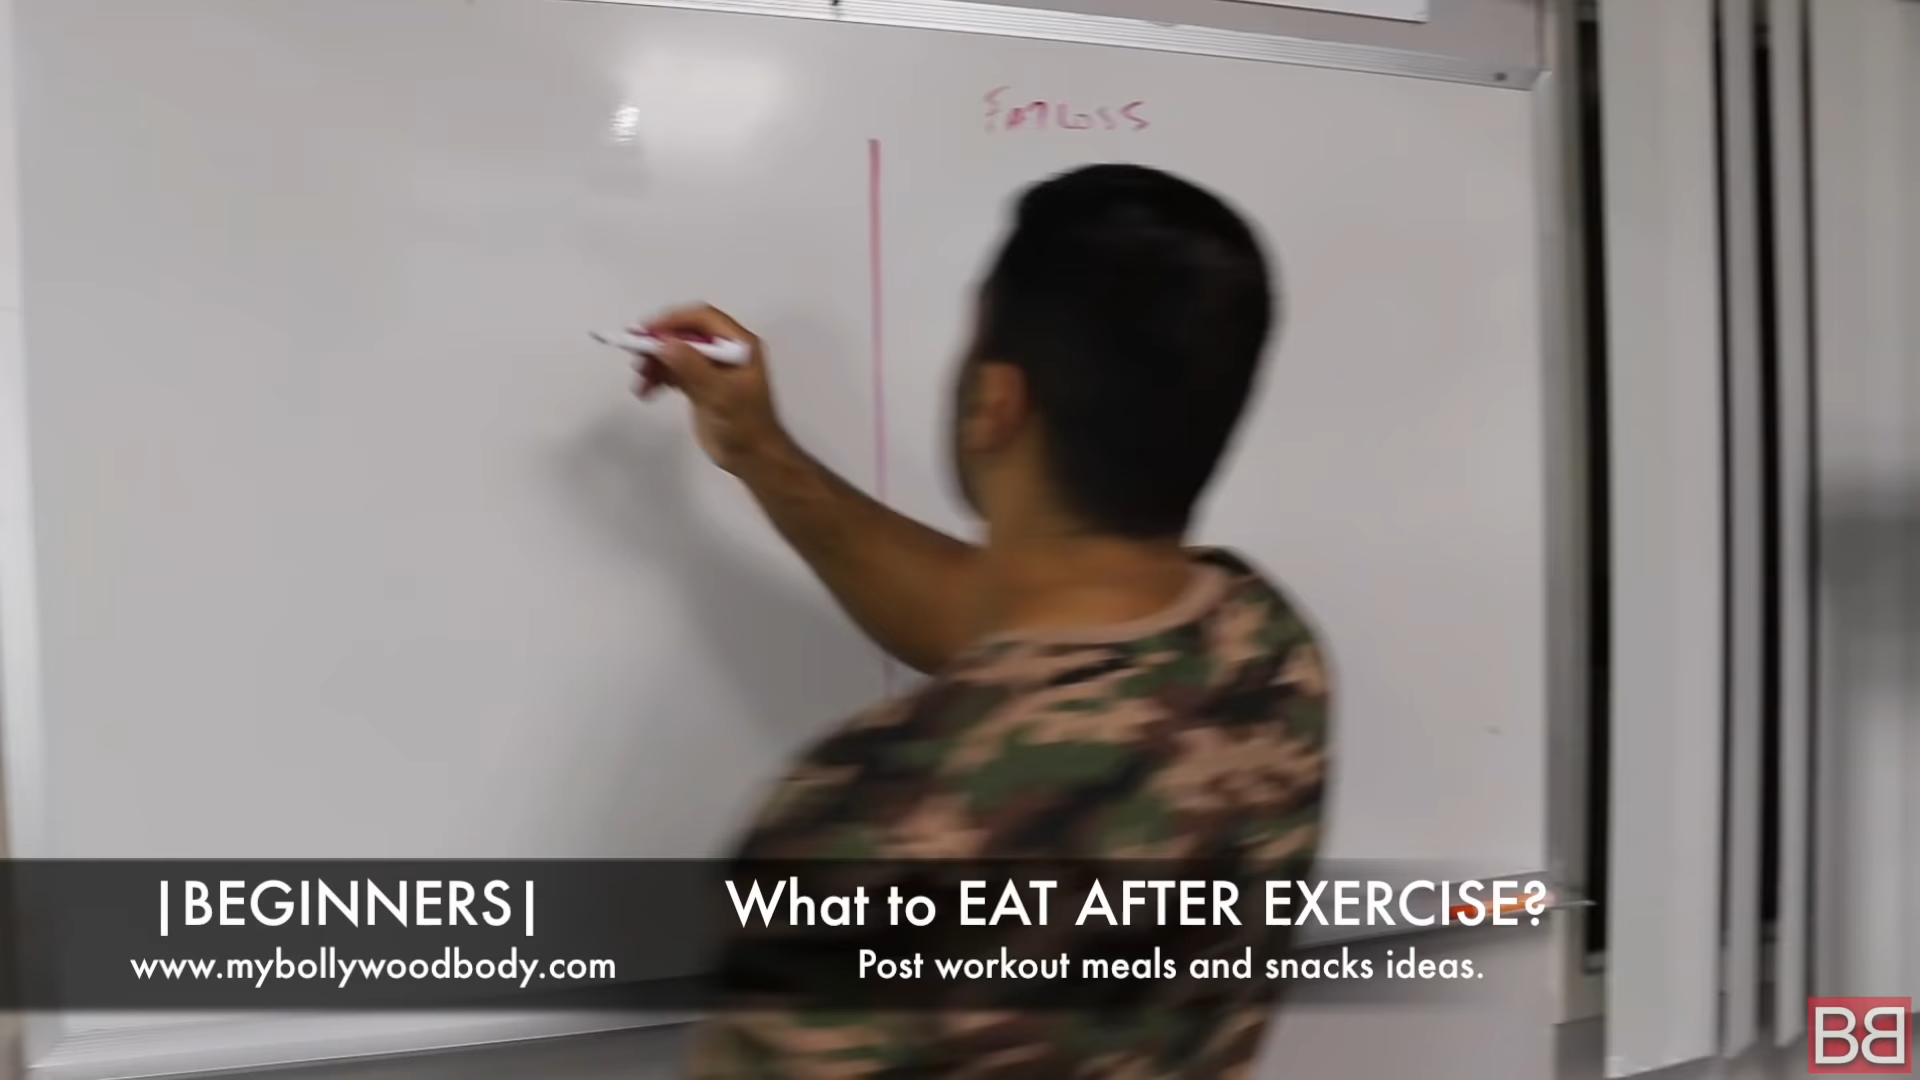 FAT LOSS
|BEGINNERS|
www.mybollywoodbody.com
What to EAT AFTER EXERCISE?
Post workout meals and snacks ideas.
BB